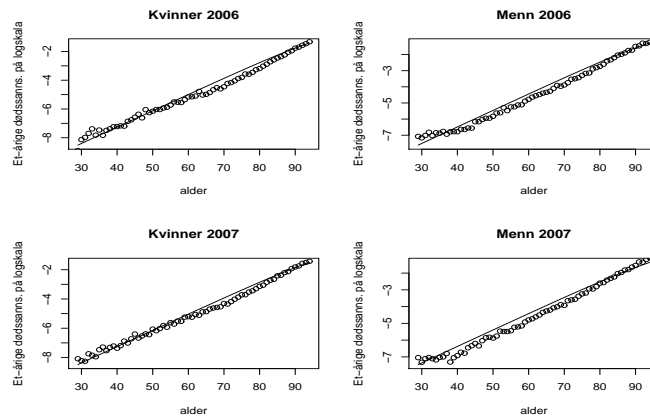 Kvinner 2006
Et−årige dødssanns. på logskala
−2
−4
−6
−8
30 40 50 60 70 80 90
alder
Menn 2006
Et−årige dødssanns. på logskala
−3
−5
−7
30 40 50 60 70 80 90
alder
Kvinner 2007
Et−årige dødssanns. på logskala
−2
−4
−6
−8
30 40 50 60 70 80 90
alder
Menn 2007
Et−årige dødssanns. på logskala
−3
−5
−7
30 40 50 60 70 80 90
alder